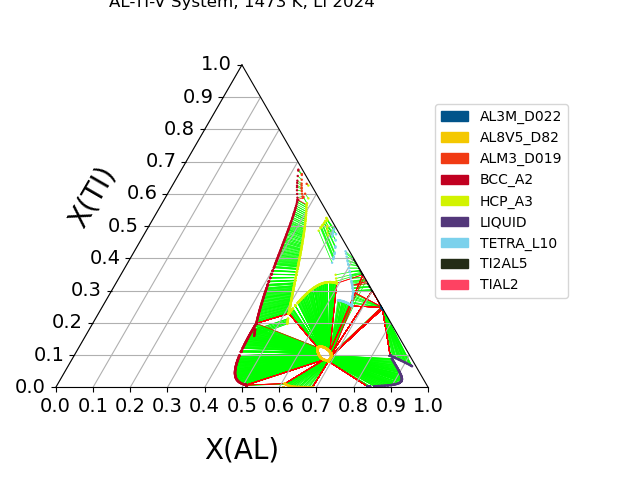 AL-TI-V System, 1473 K, LI 2024
1.0
0.9
0.8
0.7
0.6
0.5
0.4
0.3
0.2
0.1
0.0
X(TI)
0.0 0.1 0.2 0.3 0.4 0.5 0.6 0.7 0.8 0.9 1.0
X(AL)
AL3M_D022
AL8V5_D82
ALM3_D019
BCC_A2
HCP_A3
LIQUID
TETRA_L10
TI2AL5
TIAL2